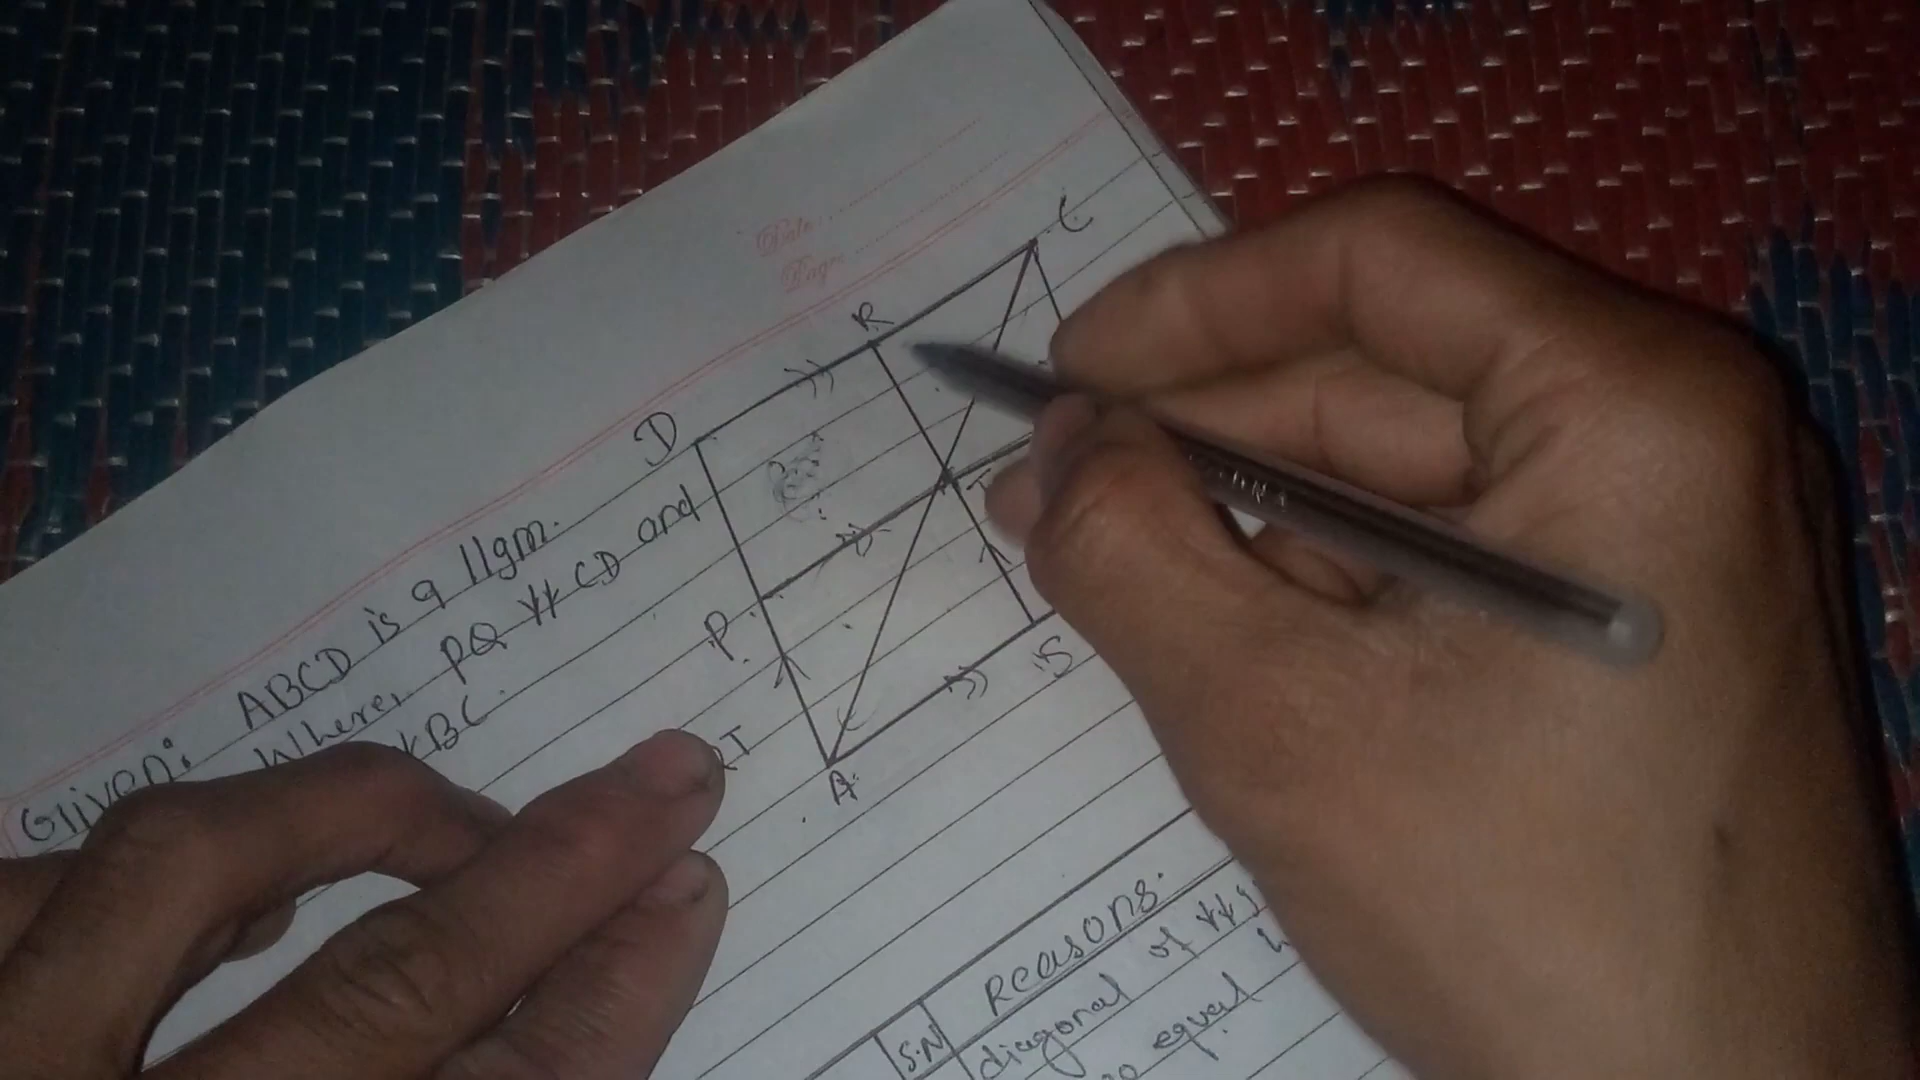 Date
Page
C
R
D
Given: ABCD is a llgm.
Where, PQ || CD and
BC.
T
P
S
A
S.N Reasons.
diagonal of
equal